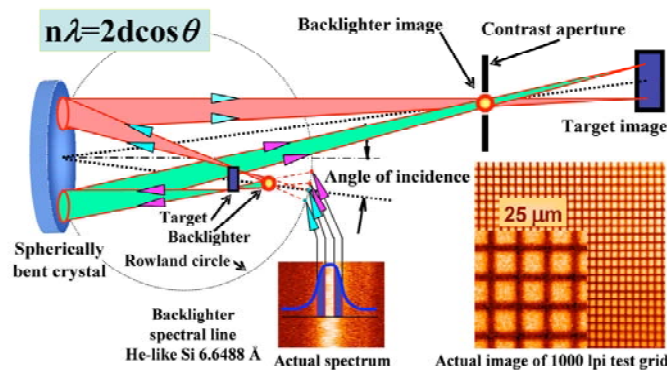 nλ=2dcosθ
Backlighter image
Contrast aperture
Target image
Angle of incidence
Target
Backlighter
Spherically
bent crystal
Rowland circle
Backlighter
spectral line
He-like Si 6.6488 Å
Actual spectrum
25 µm
Actual image of 1000 lpi test grid